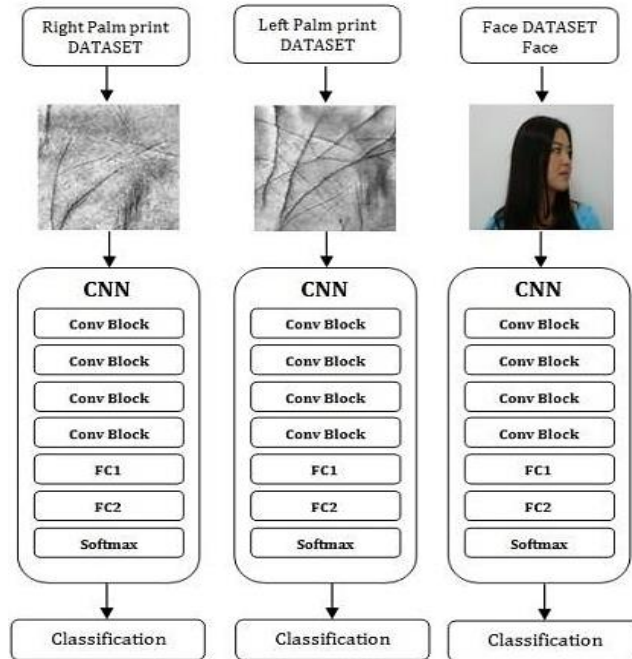 Right Palm print
DATASET
Left Palm print
DATASET
Face DATASET
Face
CNN
Conv Block
Conv Block
Conv Block
Conv Block
FC1
FC2
Softmax
Classification
CNN
Conv Block
Conv Block
Conv Block
Conv Block
FC1
FC2
Softmax
Classification
CNN
Conv Block
Conv Block
Conv Block
Conv Block
FC1
FC2
Softmax
Classification